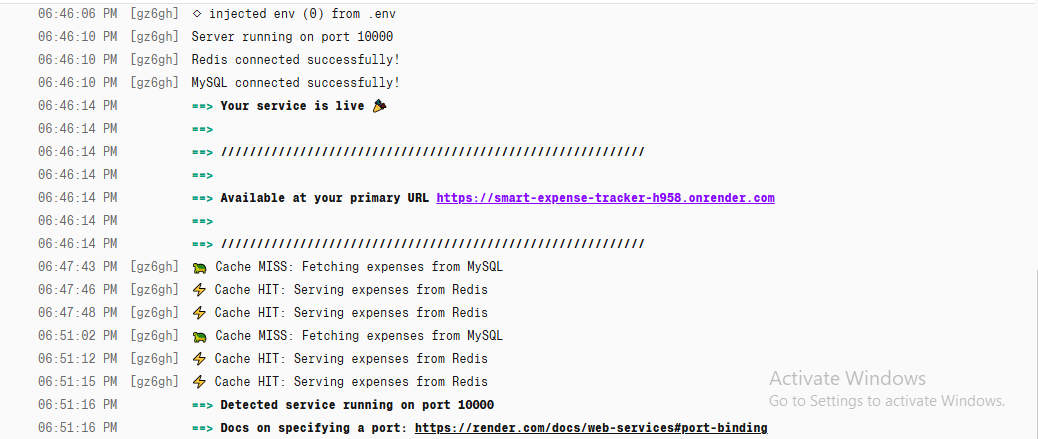 06:46:06 PM [gz6gh] ◇ injected env (0) from .env
06:46:10 PM [gz6gh] Server running on port 10000
06:46:10 PM [gz6gh] Redis connected successfully!
06:46:10 PM [gz6gh] MySQL connected successfully!
06:46:14 PM ==> Your service is live 🎉
06:46:14 PM ==>
06:46:14 PM ==> ///////////////////////////////////////////////////////////
06:46:14 PM ==>
06:46:14 PM ==> Available at your primary URL https://smart-expense-tracker-h958.onrender.com
06:46:14 PM ==>
06:46:14 PM ==> ///////////////////////////////////////////////////////////
06:47:43 PM [gz6gh] 🐢 Cache MISS: Fetching expenses from MySQL
06:47:46 PM [gz6gh] ⚡ Cache HIT: Serving expenses from Redis
06:47:48 PM [gz6gh] ⚡ Cache HIT: Serving expenses from Redis
06:51:02 PM [gz6gh] 🐢 Cache MISS: Fetching expenses from MySQL
06:51:12 PM [gz6gh] ⚡ Cache HIT: Serving expenses from Redis
06:51:15 PM [gz6gh] ⚡ Cache HIT: Serving expenses from Redis
06:51:16 PM ==> Detected service running on port 10000
06:51:16 PM ==> Docs on specifying a port: https://render.com/docs/web-services#port-binding
Activate Windows
Go to Settings to activate Windows.